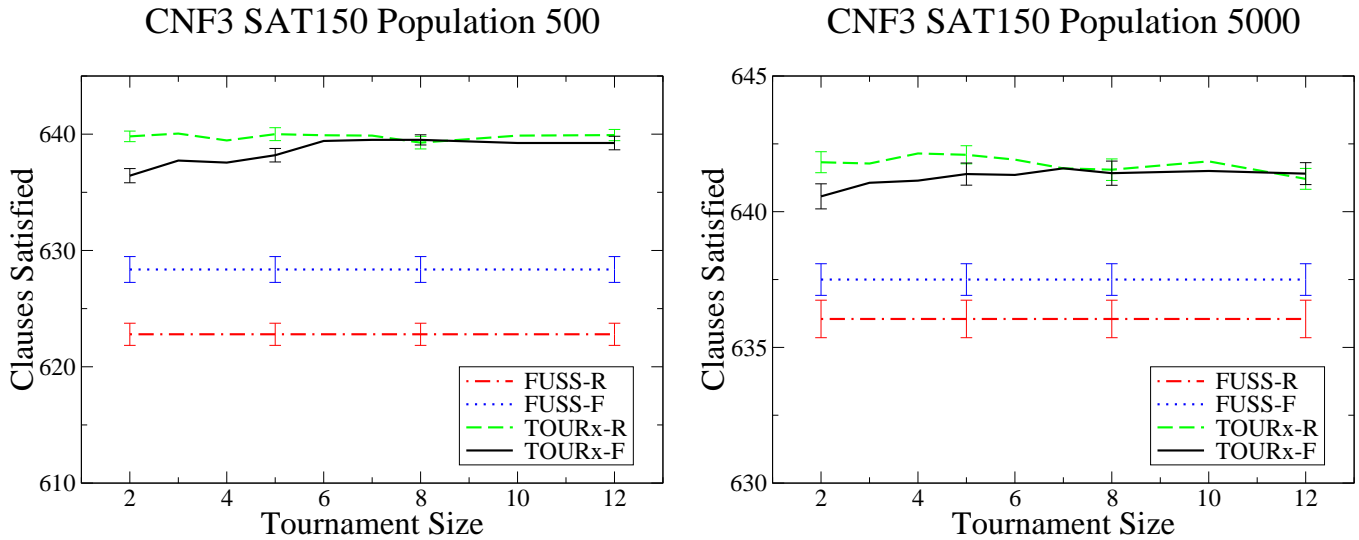 CNF3 SAT150 Population 500
640
630
620
610
Clauses Satisfied
FUSS-R
FUSS-F
TOURx-R
TOURx-F
2 4 6 8 10 12
Tournament Size
CNF3 SAT150 Population 5000
645
640
635
630
Clauses Satisfied
FUSS-R
FUSS-F
TOURx-R
TOURx-F
2 4 6 8 10 12
Tournament Size